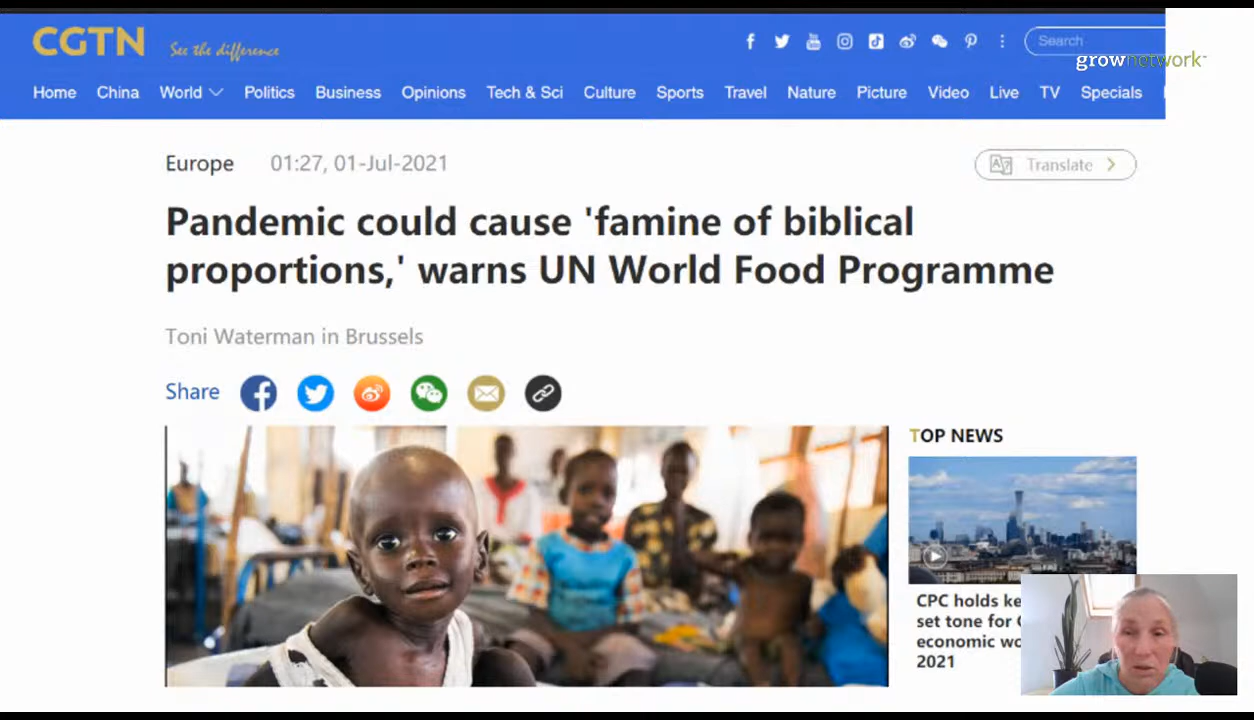 CGTN
See the difference
Search
grownetwork
Home China World Politics Business Opinions Tech & Sci Culture Sports Travel Nature Picture Video Live TV Specials
Europe 01:27, 01-Jul-2021
Translate
Pandemic could cause 'famine of biblical
proportions,' warns UN World Food Programme
Toni Waterman in Brussels
Share
TOP NEWS
CPC holds
set tone for
economic
2021